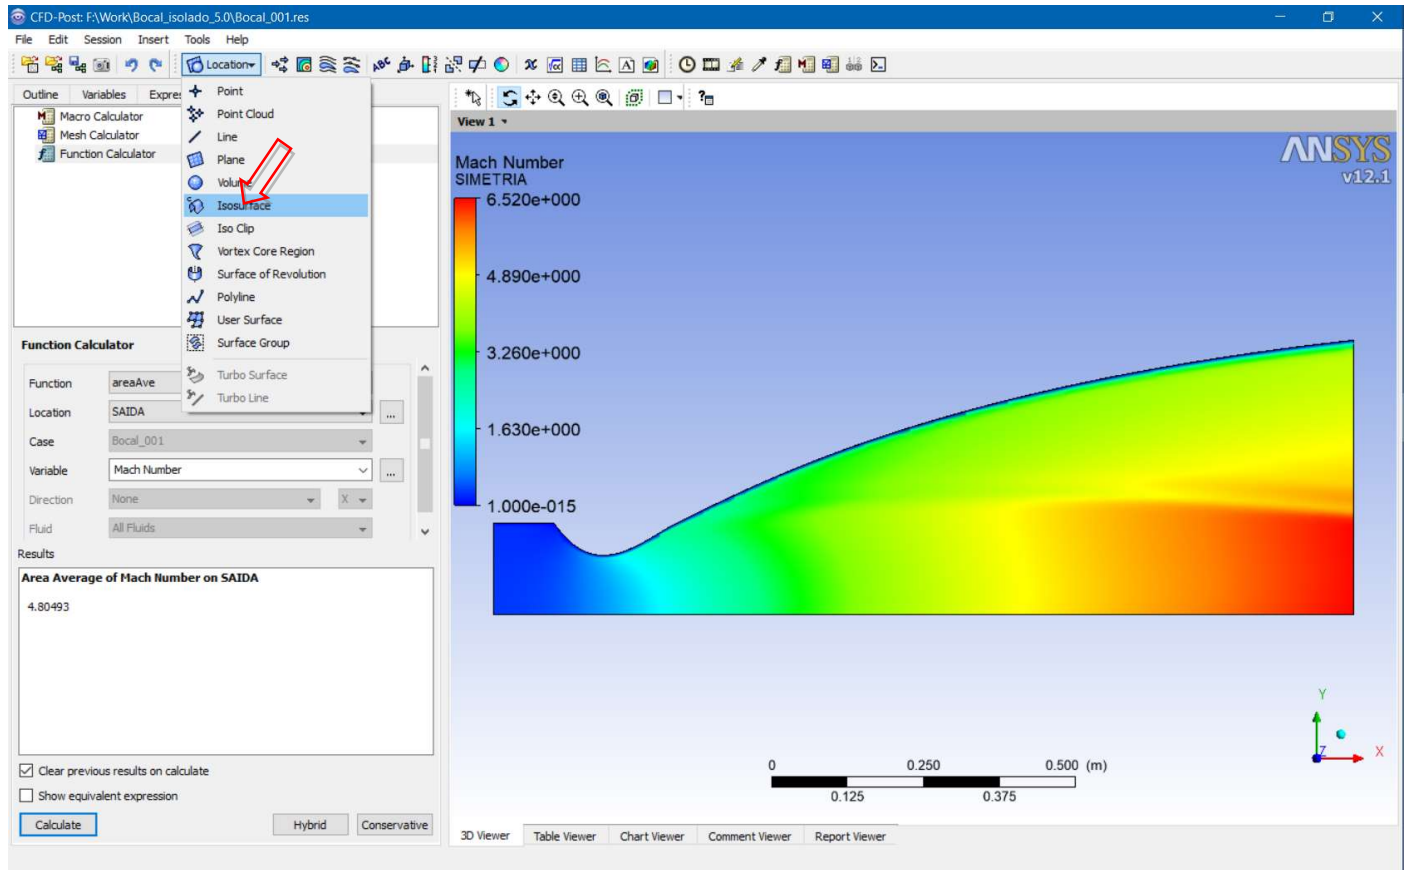 CFD-Post: F:\Work\Bocal_isolado_5.0\Bocal_001.res
File Edit Session Insert Tools Help
Location
Outline Variables
Macro Calculator
Mesh Calculator
Function Calculator
Point
Point Cloud
Line
Plane
Isosurface
Iso Clip
Vortex Core Region
Surface of Revolution
Polyline
User Surface
Surface Group
Turbo Surface
Turbo Line
Function Calculator
Function areaAve
Location SAIDA ...
Case Bocal_001
Variable Mach Number ...
Direction None X
Fluid All Fluids
Results
Area Average of Mach Number on SAIDA
4.80493
Clear previous results on calculate
Show equivalent expression
Calculate Hybrid Conservative
View 1
Mach Number
SIMETRIA
6.520e+000
4.890e+000
3.260e+000
1.630e+000
1.000e-015
ANSYS
v12.1
Y
Z X
0 0.250 0.500 (m)
0.125 0.375
3D Viewer Table Viewer Chart Viewer Comment Viewer Report Viewer